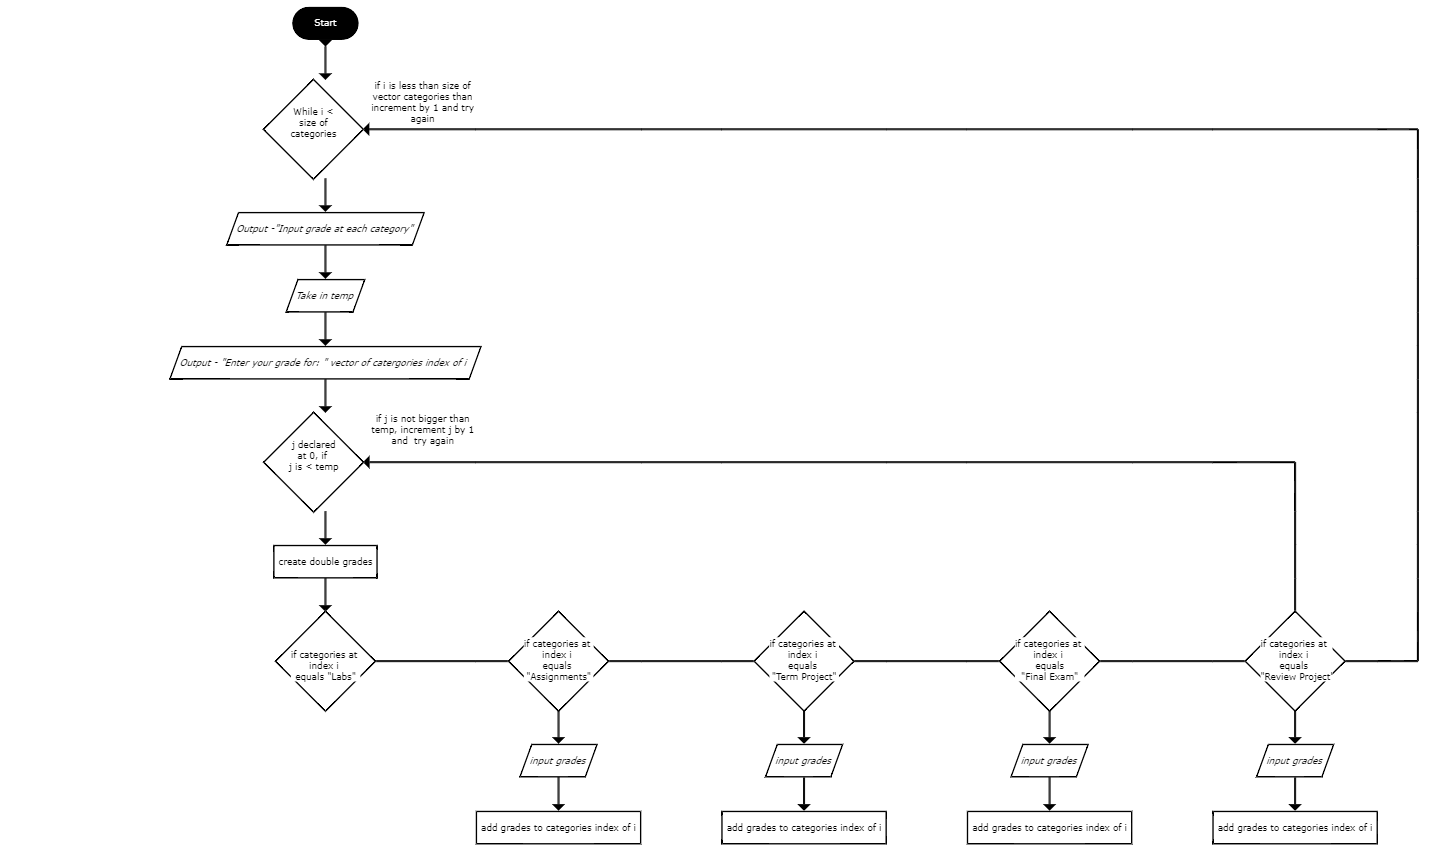 Start
if i is less than size of
vector categories than
increment by 1 and try
again
While i <
size of
categories
Output -"Input grade at each category"
Take in temp
Output - "Enter your grade for: " vector of catergories index of i
if j is not bigger than
temp, increment j by 1
and try again
j declared
at 0, if
j is < temp
create double grades
if categories at
index i
equals "Labs"
if categories at
index i
equals
"Assignments"
if categories at
index i
equals
"Term Project"
if categories at
index i
equals
"Final Exam"
if categories at
index i
equals
"Review Project"
input grades
input grades
input grades
input grades
add grades to categories index of i
add grades to categories index of i
add grades to categories index of i
add grades to categories index of i